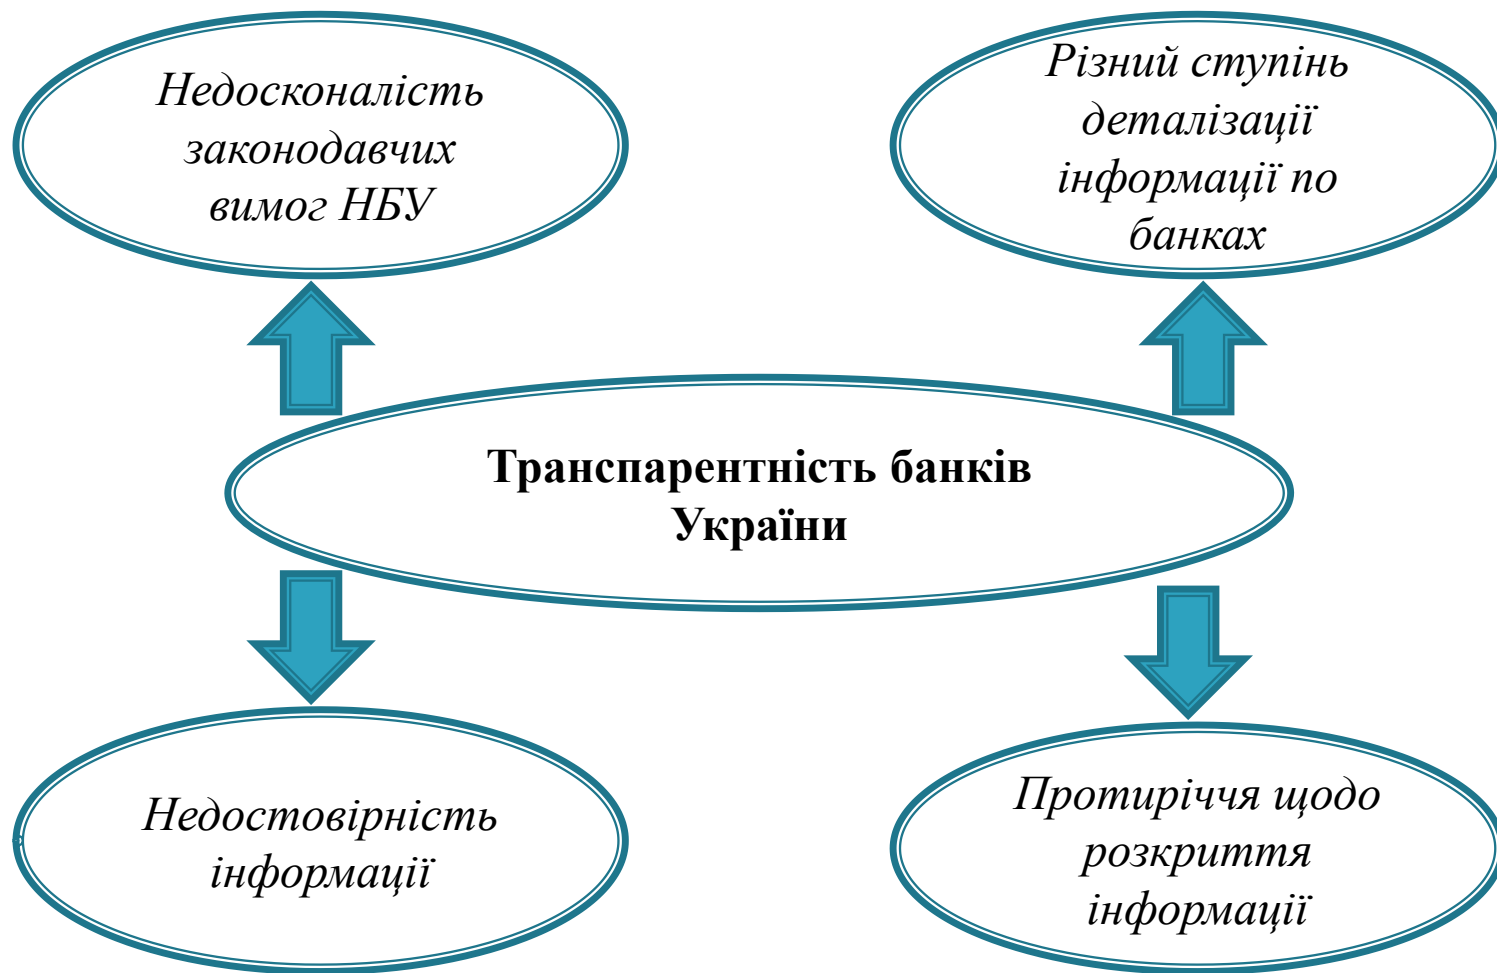 Недосконалість
законодавчих
вимог НБУ
Різний ступінь
деталізації
інформації по
банках
Транспарентність банків
України
Недостовірність
інформації
Протиріччя щодо
розкриття
інформації